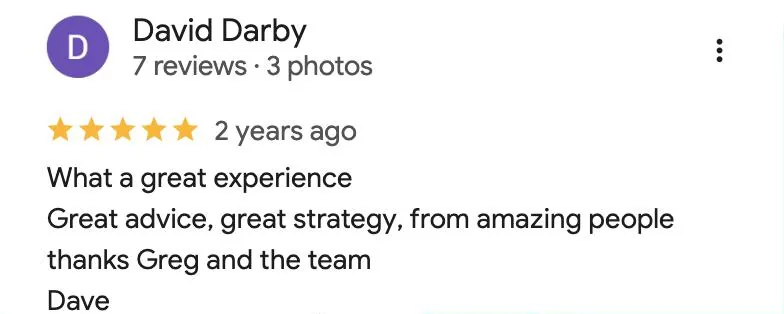 D
David Darby
7 reviews · 3 photos
2 years ago
What a great experience
Great advice, great strategy, from amazing people
thanks Greg and the team
Dave